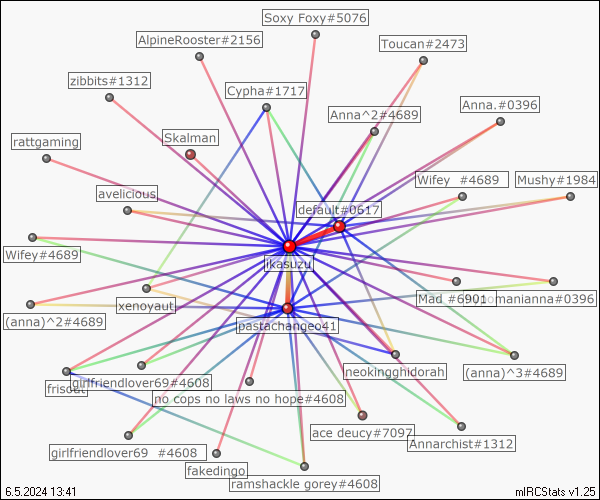 Soxy Foxy#5076
AlpineRooster#2156
Toucan#2473
zibbits#1312
Cypha#1717
Anna.#0396
Anna^2#4689
Skalman
rattgaming
Wifey #4689
Mushy#1984
avelicious
default#0617
Wifey#4689
ikasuzu
Mad_#6901
manianna#0396
xenoyaut
(anna)^2#4689
pastachangeo41
neokingghidorah
(anna)^3#4689
girlfriendlover69#4608
frisout
no cops no laws no hope#4608
ace deucy#7097
Annarchist#1312
girlfriendlover69 #4608
fakedingo
ramshackle gorey#4608
6.5.2024 13:41
mIRCStats v1.25